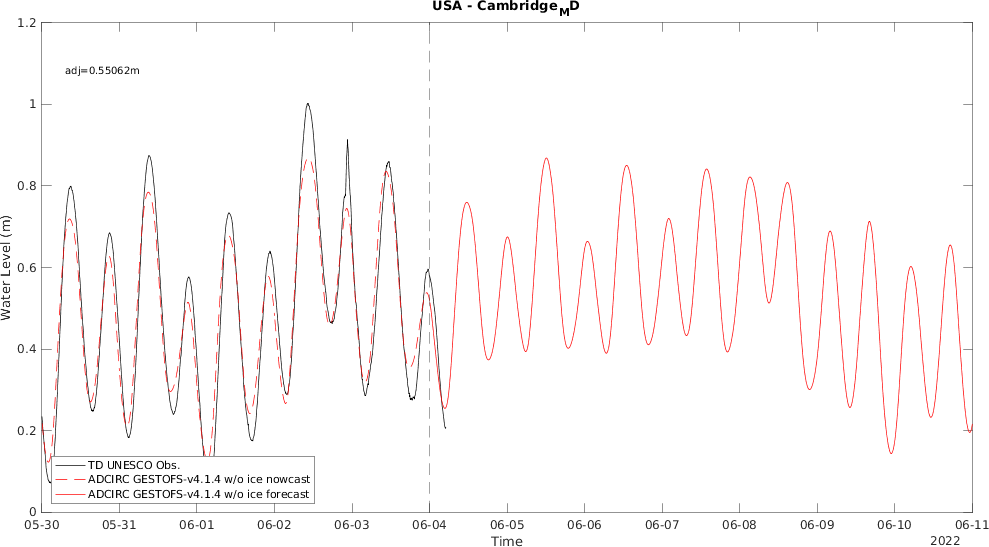 USA - Cambridge_MD
1.2
adj=0.55062m
1
0.8
0.6
0.4
0.2
0
Water Level (m)
TD UNESCO Obs.
ADCIRC GESTOFS-v4.1.4 w/o ice nowcast
ADCIRC GESTOFS-v4.1.4 w/o ice forecast
05-30 05-31 06-01 06-02 06-03 06-04 06-05 06-06 06-07 06-08 06-09 06-10 06-11
Time
2022